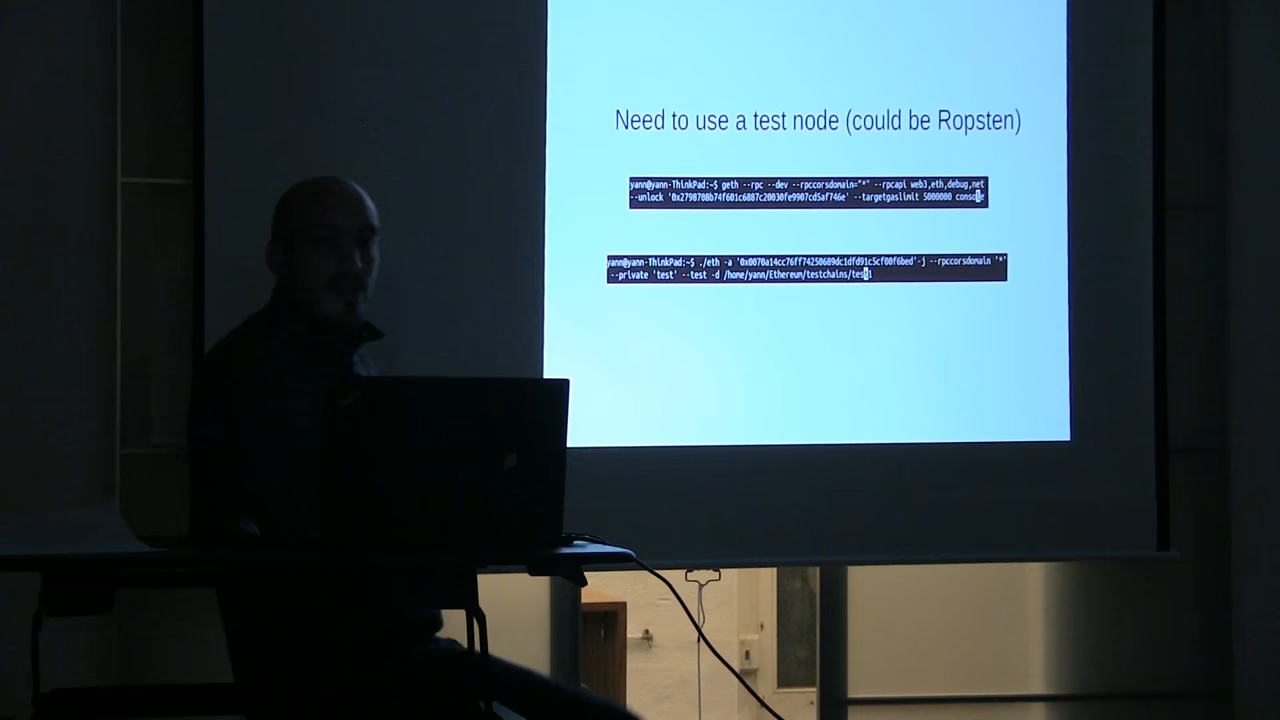 Need to use a test node (could be Ropsten)
yann@yann-ThinkPad:~$ geth --rpc --dev --rpccorsdomain="*" --rpcapi web3,eth,debug,net
--unlock '0x2798708b74f601c6887c20030fe9907cd5af746e' --targetgaslimit 5000000 console
yann@yann-ThinkPad:~$ ./eth -a '0x0070a14cc76ff74250689dc1dfd91c5cf00f6bed'-j --rpccorsdomain '*'
--private 'test' --test -d /home/yann/Ethereum/testchains/test1